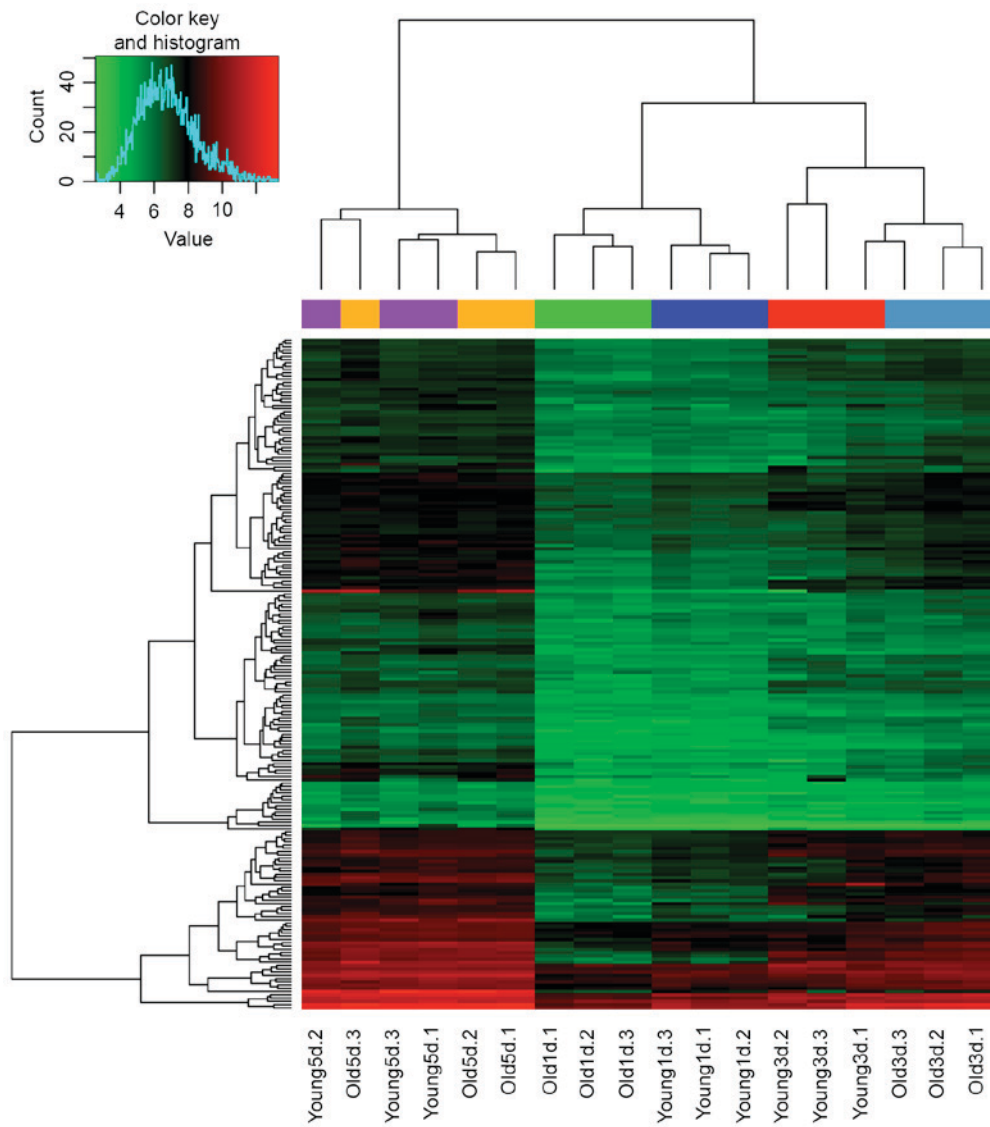 Color key
and histogram
Count
0 20 40
4 6 8 10
Value
Young5d.2
Old5d.3
Young5d.3
Young5d.1
Old5d.2
Old5d.1
Old1d.1
Old1d.2
Old1d.3
Young1d.3
Young1d.1
Young1d.2
Young3d.2
Young3d.3
Young3d.1
Old3d.3
Old3d.2
Old3d.1